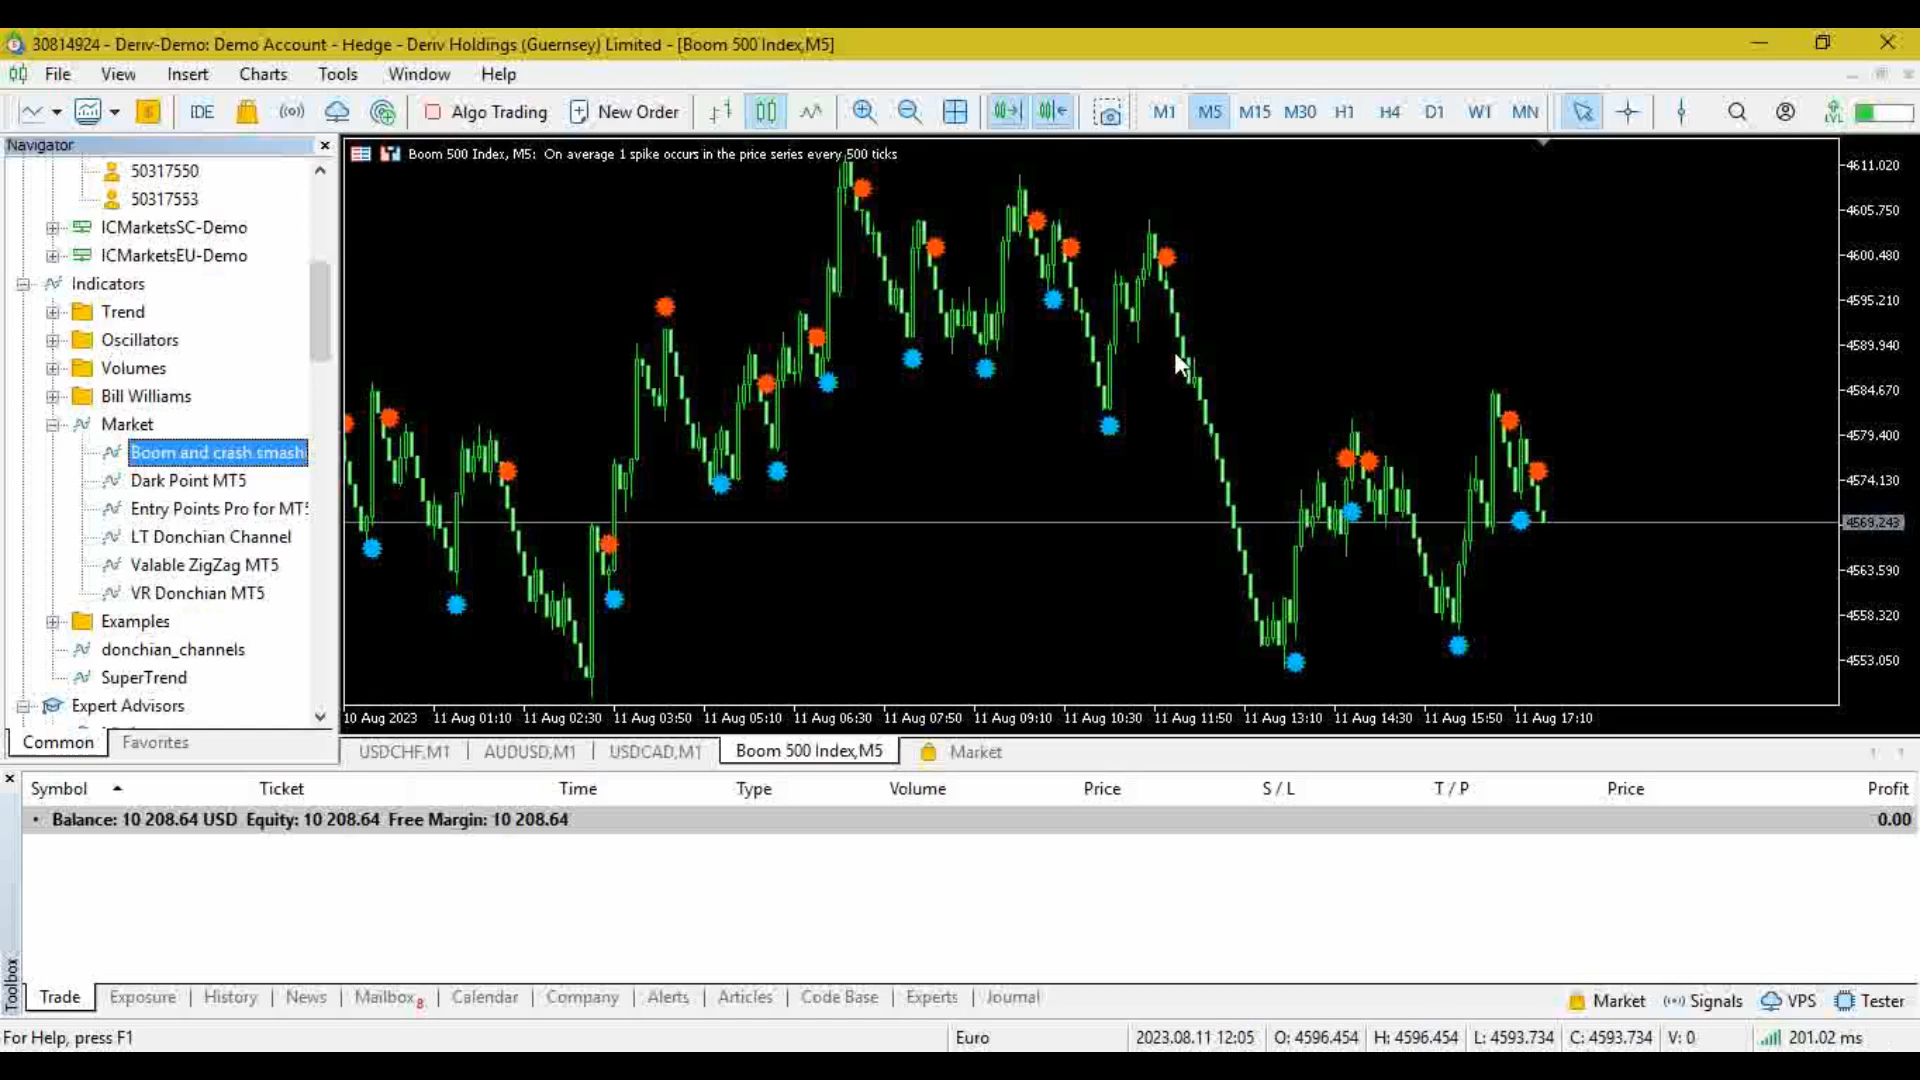 30814924 - Deriv-Demo: Demo Account - Hedge - Deriv Holdings (Guernsey) Limited - [Boom 500 Index,M5]
File View Insert Charts Tools Window Help
IDE Algo Trading New Order M1 M5 M15 M30 H1 H4 D1 W1 MN
Navigator
50317550
50317553
ICMarketsSC-Demo
ICMarketsEU-Demo
Indicators
Trend
Oscillators
Volumes
Bill Williams
Market
Boom and crash smash
Dark Point MT5
Entry Points Pro for MT5
LT Donchian Channel
Valable ZigZag MT5
VR Donchian MT5
Examples
donchian_channels
SuperTrend
Expert Advisors
Common Favorites
Boom 500 Index, M5: On average 1 spike occurs in the price series every 500 ticks
4611.020
4605.750
4600.480
4595.210
4589.940
4584.670
4579.400
4574.130
4569.243
4563.590
4558.320
4553.050
10 Aug 2023 11 Aug 01:10 11 Aug 02:30 11 Aug 03:50 11 Aug 05:10 11 Aug 06:30 11 Aug 07:50 11 Aug 09:10 11 Aug 10:30 11 Aug 11:50 11 Aug 13:10 11 Aug 14:30 11 Aug 15:50 11 Aug 17:10
USDCHF,M1 AUDUSD,M1 USDCAD,M1 Boom 500 Index,M5 Market
Symbol Ticket Time Type Volume Price S / L T / P Price Profit
• Balance: 10 208.64 USD Equity: 10 208.64 Free Margin: 10 208.64 0.00
Toolbox
Trade Exposure History News Mailbox 8 Calendar Company Alerts Articles Code Base Experts Journal
Market Signals VPS Tester
For Help, press F1 Euro 2023.08.11 12:05 O: 4596.454 H: 4596.454 L: 4593.734 C: 4593.734 V: 0 201.02 ms